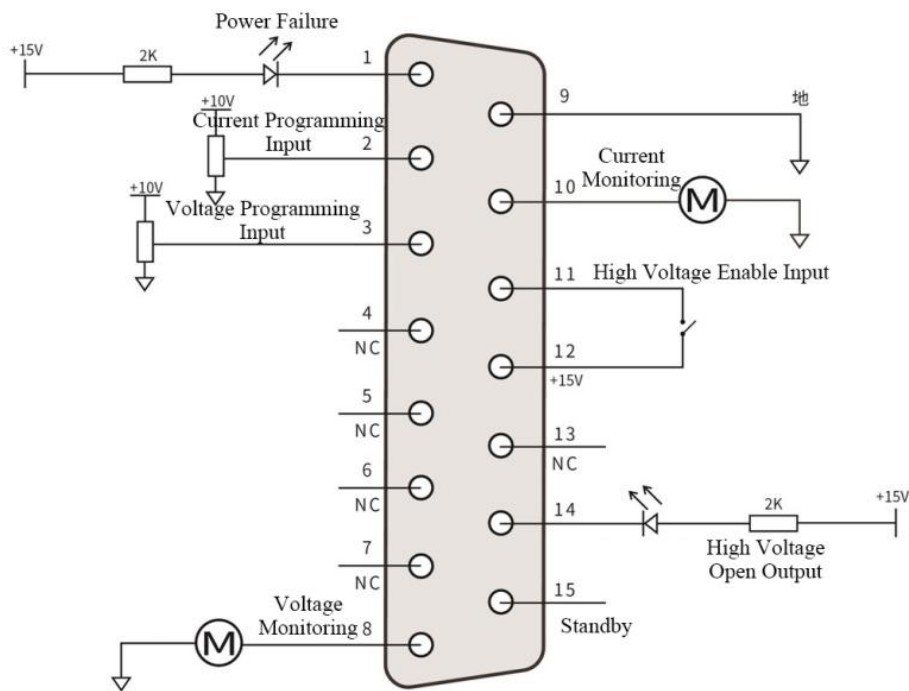 Power Failure
+15V
2K
1
+10V
Current Programming
Input
2
+10V
Voltage Programming
Input
3
4
NC
5
NC
6
NC
7
NC
Voltage
Monitoring
8
M
9
地
Current
Monitoring
10
M
11
High Voltage Enable Input
12
+15V
13
NC
14
2K
+15V
High Voltage
Open Output
15
Standby